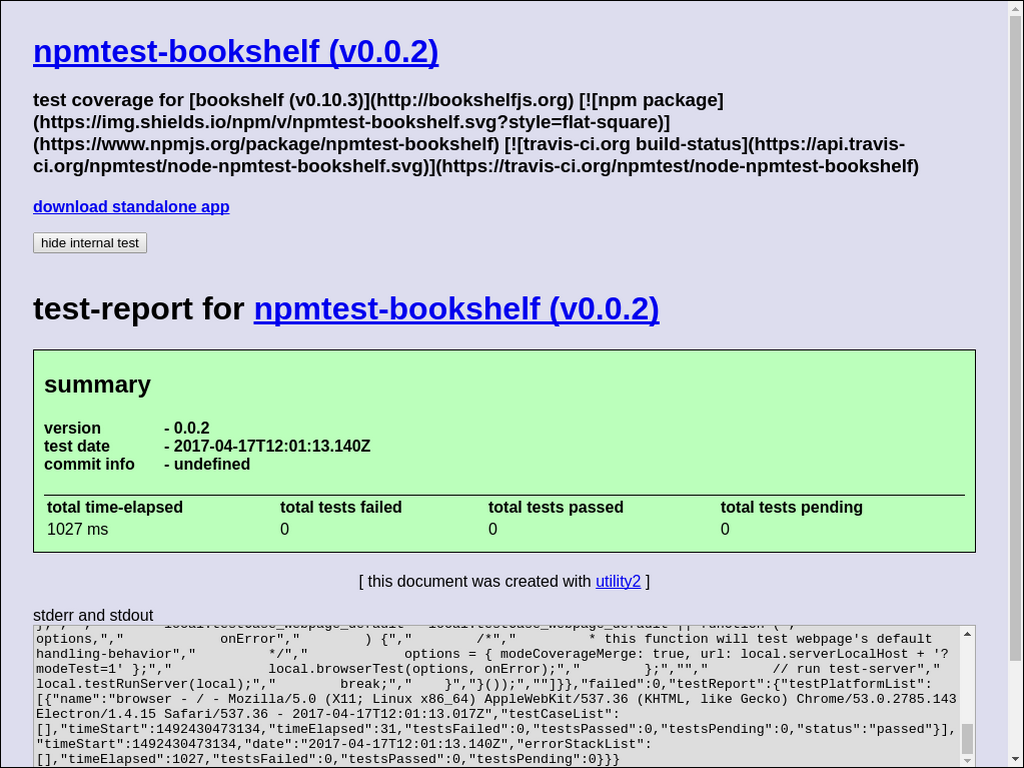 npmtest-bookshelf (v0.0.2)
test coverage for [bookshelf (v0.10.3)](http://bookshelfjs.org) [![npm package]
(https://img.shields.io/npm/v/npmtest-bookshelf.svg?style=flat-square)]
(https://www.npmjs.org/package/npmtest-bookshelf) [![travis-ci.org build-status](https://api.travis-
ci.org/npmtest/node-npmtest-bookshelf.svg)](https://travis-ci.org/npmtest/node-npmtest-bookshelf)
download standalone app
hide internal test
test-report for npmtest-bookshelf (v0.0.2)
summary
version - 0.0.2
test date - 2017-04-17T12:01:13.140Z
commit info - undefined
total time-elapsed total tests failed total tests passed total tests pending
1027 ms 0 0 0
[ this document was created with utility2 ]
stderr and stdout
options,","            onError","        ) {","        /*","         * this function will test webpage's default
handling-behavior","         */","            options = { modeCoverageMerge: true, url: local.serverLocalHost + '?
modeTest=1' };","            local.browserTest(options, onError);","        };","","        // run test-server","
local.testRunServer(local);","        break;","    }","}());",""]}},"failed":0,"testReport":{"testPlatformList":
[{"name":"browser - / - Mozilla/5.0 (X11; Linux x86_64) AppleWebKit/537.36 (KHTML, like Gecko) Chrome/53.0.2785.143
Electron/1.4.15 Safari/537.36 - 2017-04-17T12:01:13.017Z","testCaseList":
[],"timeStart":1492430473134,"timeElapsed":31,"testsFailed":0,"testsPassed":0,"testsPending":0,"status":"passed"}],
"timeStart":1492430473134,"date":"2017-04-17T12:01:13.140Z","errorStackList":
[],"timeElapsed":1027,"testsFailed":0,"testsPassed":0,"testsPending":0}}}